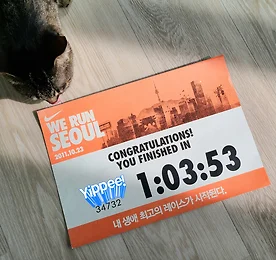 WE RUN
SEOUL
2011.10.23
CONGRATULATIONS!
YOU FINISHED IN
1:03:53
Yippee!
34732
내 생애 최고의 레이스가 시작된다.